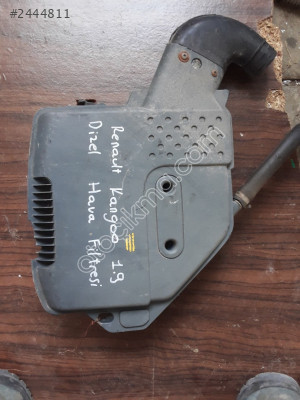 #2444811
Renault Kangoo 1.9
Dizel Hava Filtresi